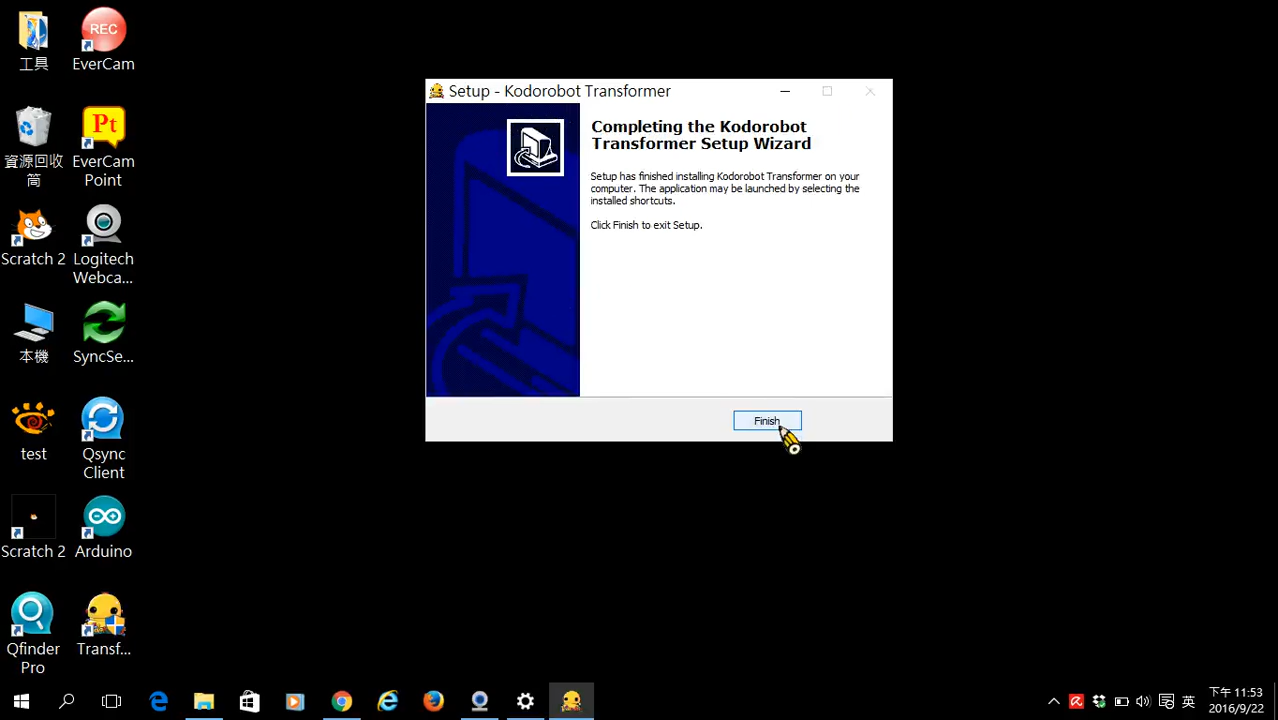 工具
REC
EverCam
資源回收
筒
Pt
EverCam
Point
Scratch 2
Logitech
Webca...
本機
SyncSe...
test
Qsync
Client
Scratch 2
Arduino
Qfinder
Pro
Transf...
Setup - Kodorobot Transformer
Completing the Kodorobot
Transformer Setup Wizard
Setup has finished installing Kodorobot Transformer on your
computer. The application may be launched by selecting the
installed shortcuts.
Click Finish to exit Setup.
Finish
英
下午 11:53
2016/9/22